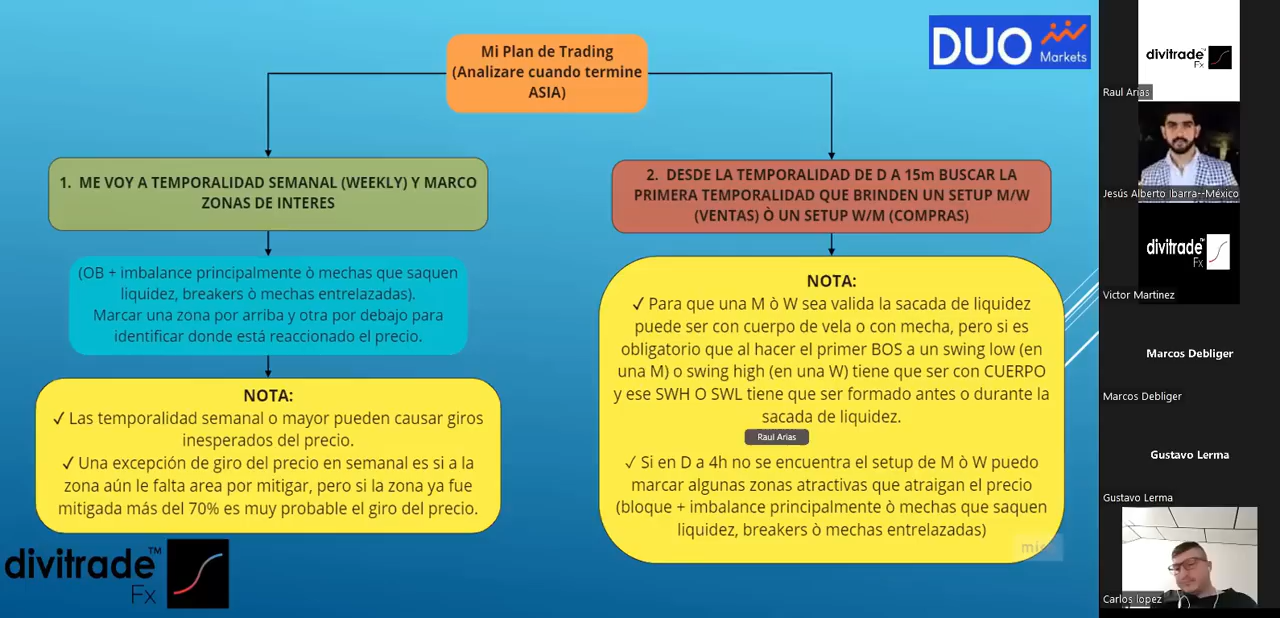 Mi Plan de Trading
(Analizare cuando termine
ASIA)
DUO
Markets
1. ME VOY A TEMPORALIDAD SEMANAL (WEEKLY) Y MARCO
ZONAS DE INTERES
(OB + imbalance principalmente ò mechas que saquen
liquidez, breakers ò mechas entrelazadas).
Marcar una zona por arriba y otra por debajo para
identificar donde está reaccionado el precio.
NOTA:
✓ Las temporalidad semanal o mayor pueden causar giros
inesperados del precio.
✓ Una excepción de giro del precio en semanal es si a la
zona aún le falta area por mitigar, pero si la zona ya fue
mitigada más del 70% es muy probable el giro del precio.
2. DESDE LA TEMPORALIDAD DE D A 15m BUSCAR LA
PRIMERA TEMPORALIDAD QUE BRINDEN UN SETUP M/W
(VENTAS) Ò UN SETUP W/M (COMPRAS)
NOTA:
✓ Para que una M ò W sea valida la sacada de liquidez
puede ser con cuerpo de vela o con mecha, pero si es
obligatorio que al hacer el primer BOS a un swing low (en
una M) o swing high (en una W) tiene que ser con CUERPO
y ese SWH O SWL tiene que ser formado antes o durante la
sacada de liquidez.
Raul Arias
✓ Si en D a 4h no se encuentra el setup de M ò W puedo
marcar algunas zonas atractivas que atraigan el precio
(bloque + imbalance principalmente ò mechas que saquen
liquidez, breakers ò mechas entrelazadas)
divitrade™
Fx
divitrade
Fx
Raul Arias
Jesús Alberto Ibarra--México
divitrade
Fx
Victor Martinez
Marcos Debliger
Marcos Debliger
Gustavo Lerma
Gustavo Lerma
Carlos lopez